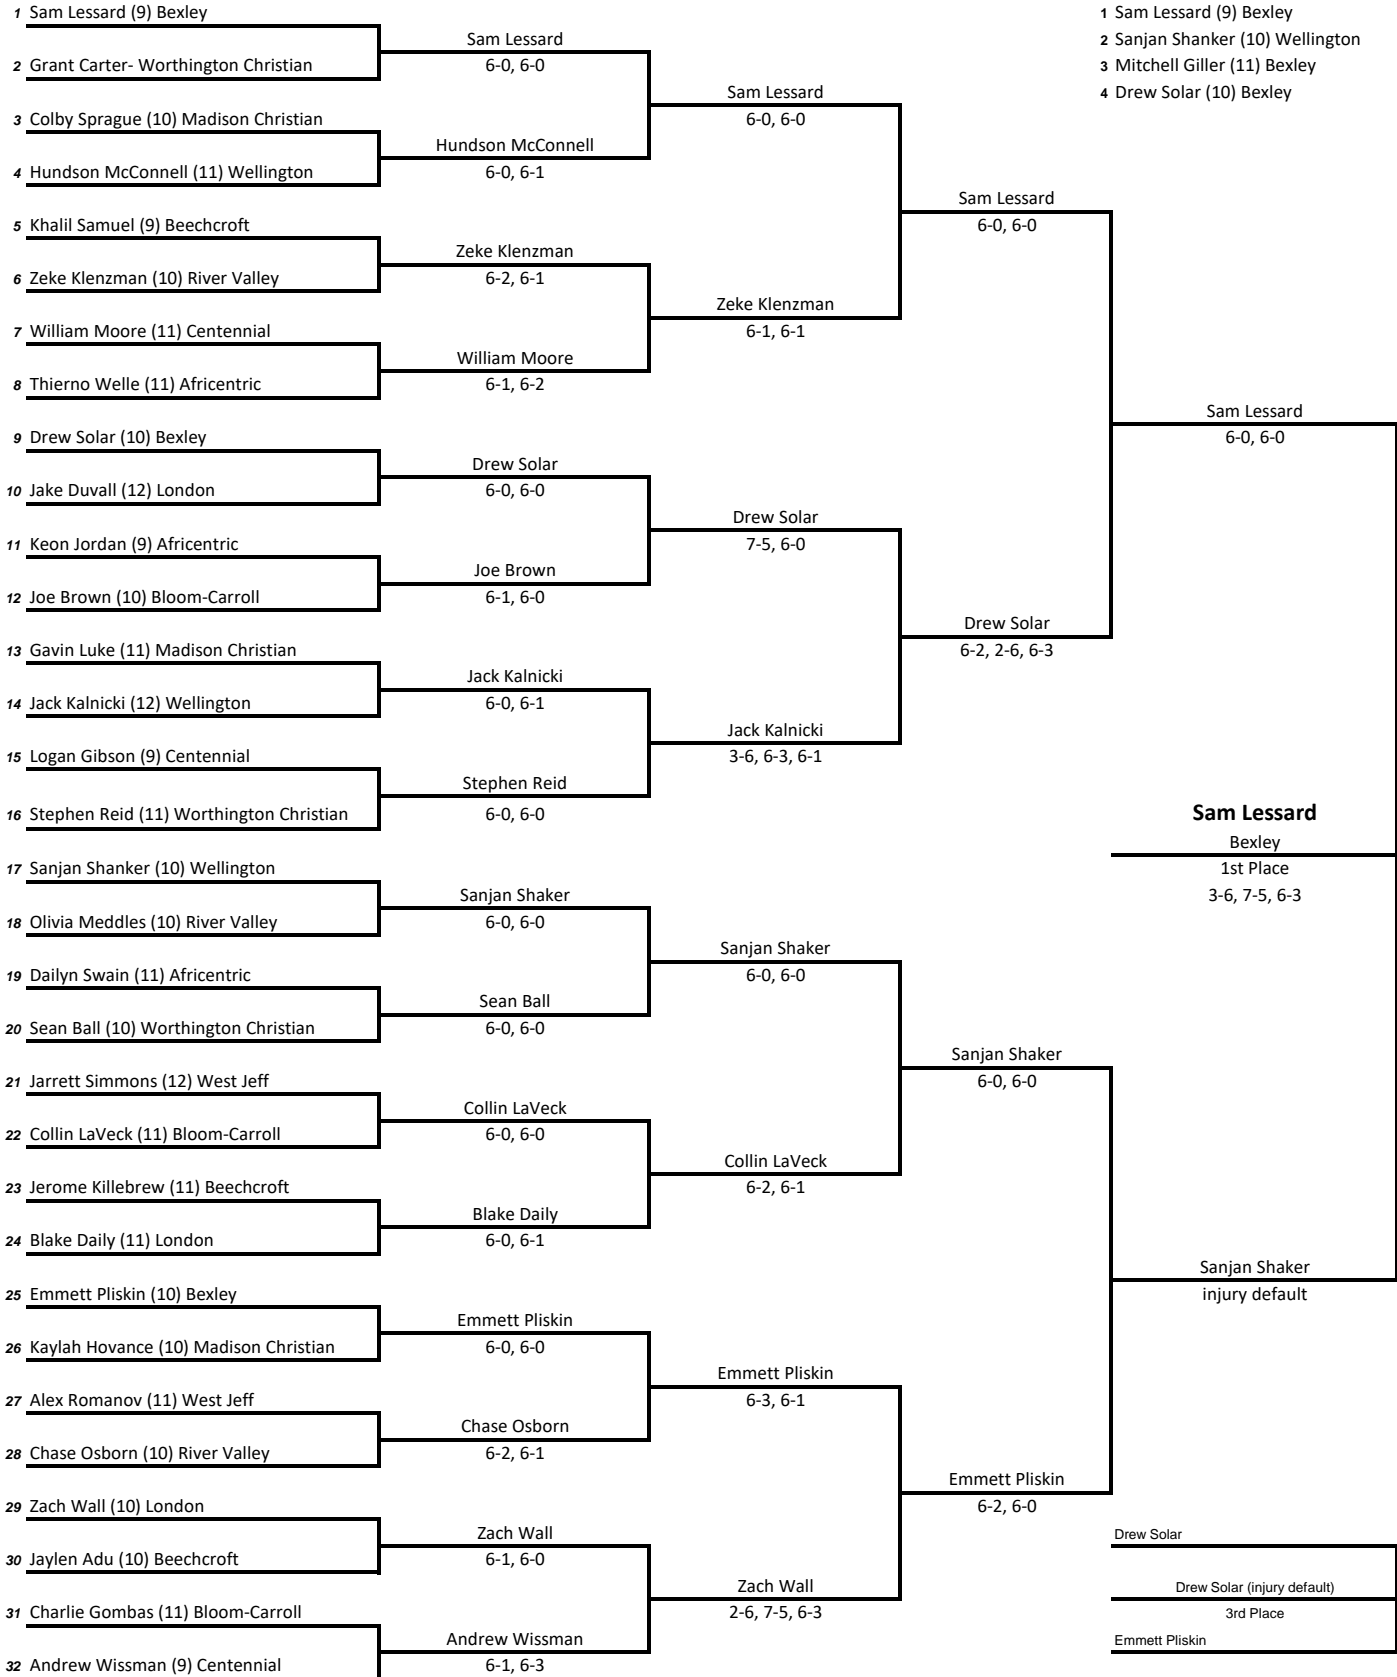 1 Sam Lessard (9) Bexley
2 Grant Carter- Worthington Christian
3 Colby Sprague (10) Madison Christian
4 Hundson McConnell (11) Wellington
5 Khalil Samuel (9) Beechcroft
6 Zeke Klenzman (10) River Valley
7 William Moore (11) Centennial
8 Thierno Welle (11) Africentric
9 Drew Solar (10) Bexley
10 Jake Duvall (12) London
11 Keon Jordan (9) Africentric
12 Joe Brown (10) Bloom-Carroll
13 Gavin Luke (11) Madison Christian
14 Jack Kalnicki (12) Wellington
15 Logan Gibson (9) Centennial
16 Stephen Reid (11) Worthington Christian
17 Sanjan Shanker (10) Wellington
18 Olivia Meddles (10) River Valley
19 Dailyn Swain (11) Africentric
20 Sean Ball (10) Worthington Christian
21 Jarrett Simmons (12) West Jeff
22 Collin LaVeck (11) Bloom-Carroll
23 Jerome Killebrew (11) Beechcroft
24 Blake Daily (11) London
25 Emmett Pliskin (10) Bexley
26 Kaylah Hovance (10) Madison Christian
27 Alex Romanov (11) West Jeff
28 Chase Osborn (10) River Valley
29 Zach Wall (10) London
30 Jaylen Adu (10) Beechcroft
31 Charlie Gombas (11) Bloom-Carroll
32 Andrew Wissman (9) Centennial
Sam Lessard
6-0, 6-0
Hundson McConnell
6-0, 6-1
Zeke Klenzman
6-2, 6-1
William Moore
6-1, 6-2
Drew Solar
6-0, 6-0
Joe Brown
6-1, 6-0
Jack Kalnicki
6-0, 6-1
Stephen Reid
6-0, 6-0
Sanjan Shaker
6-0, 6-0
Sean Ball
6-0, 6-0
Collin LaVeck
6-0, 6-0
Blake Daily
6-0, 6-1
Emmett Pliskin
6-0, 6-0
Chase Osborn
6-2, 6-1
Zach Wall
6-1, 6-0
Andrew Wissman
6-1, 6-3
Sam Lessard
6-0, 6-0
Zeke Klenzman
6-1, 6-1
Drew Solar
7-5, 6-0
Jack Kalnicki
3-6, 6-3, 6-1
Sanjan Shaker
6-0, 6-0
Collin LaVeck
6-2, 6-1
Emmett Pliskin
6-3, 6-1
Zach Wall
2-6, 7-5, 6-3
Sam Lessard
6-0, 6-0
Drew Solar
6-2, 2-6, 6-3
Sanjan Shaker
6-0, 6-0
Emmett Pliskin
6-2, 6-0
1 Sam Lessard (9) Bexley
2 Sanjan Shanker (10) Wellington
3 Mitchell Giller (11) Bexley
4 Drew Solar (10) Bexley
Sam Lessard
6-0, 6-0
Sam Lessard
Bexley
1st Place
3-6, 7-5, 6-3
Sanjan Shaker
injury default
Drew Solar
Drew Solar (injury default)
3rd Place
Emmett Pliskin